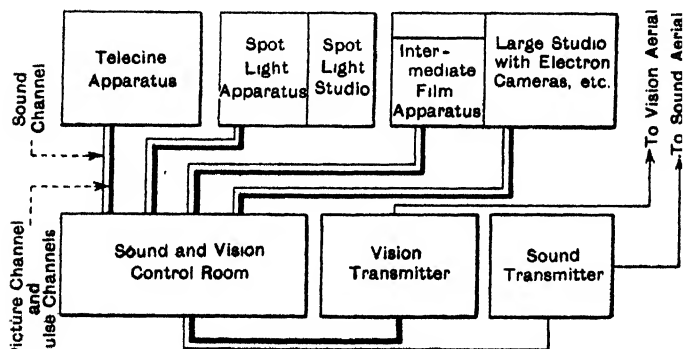 Telecine
Apparatus
Spot
Light
Apparatus
Spot
Light
Studio
Inter-
mediate
Film
Apparatus
Large Studio
with Electron
Cameras, etc.
To Vision Aerial
To Sound Aerial
Sound
Channel
icture Channel
and
ulse Channels
Sound and Vision
Control Room
Vision
Transmitter
Sound
Transmitter